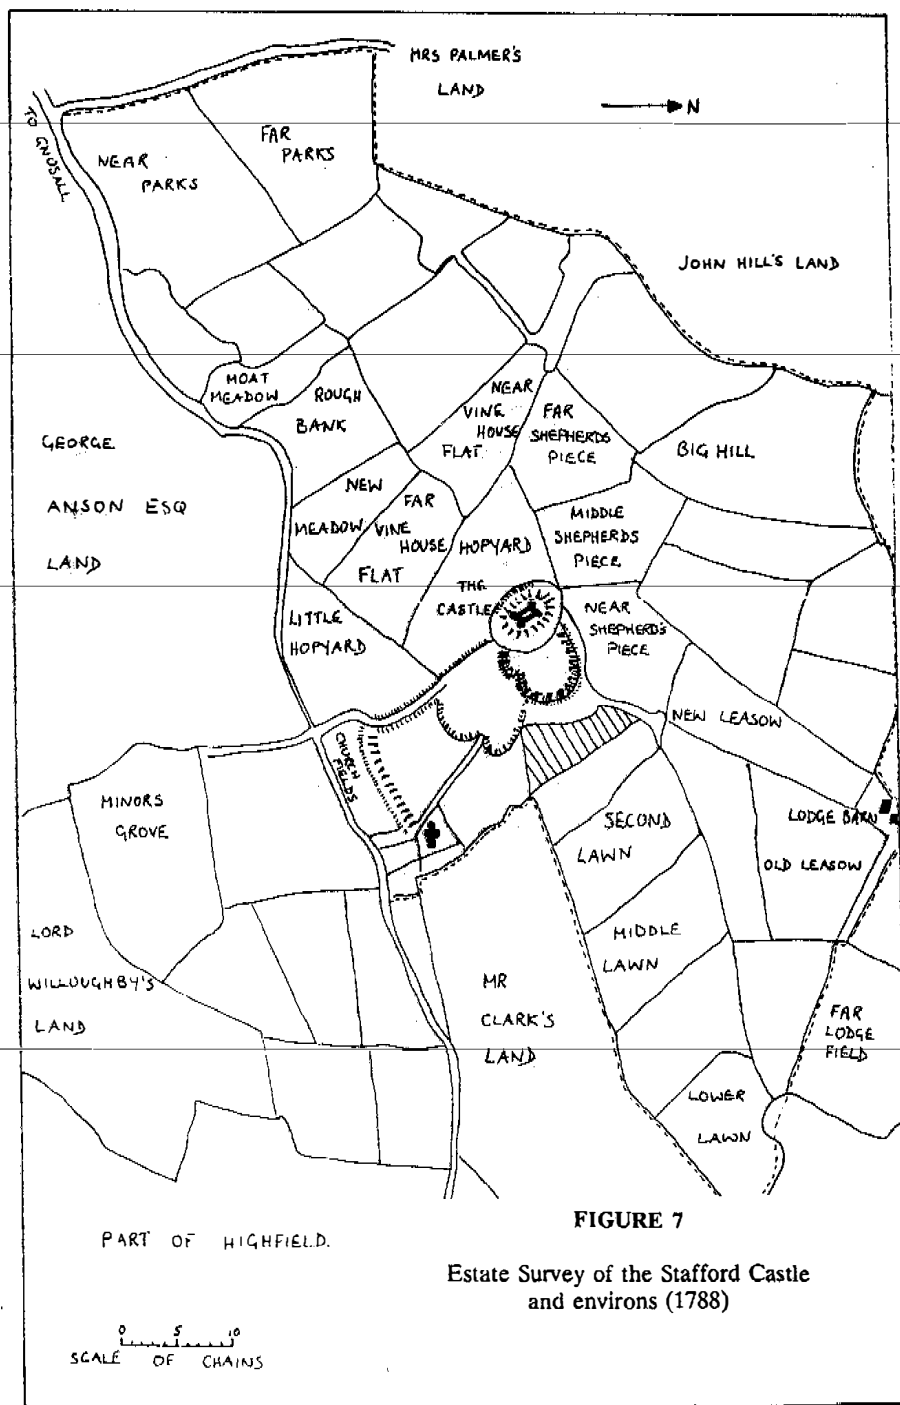 MRS PALMER'S
LAND
N
TO GNOSALL
FAR
PARKS
NEAR
PARKS
JOHN HILL'S LAND
MOAT
MEADOW
ROUGH
BANK
NEAR
VINE
HOUSE
FLAT
FAR
SHEPHERDS
PIECE
BIG HILL
GEORGE
ANSON ESQ
LAND
NEW
MEADOW
FAR
VINE
HOUSE
FLAT
HOPYARD
MIDDLE
SHEPHERDS
PIECE
THE
CASTLE
LITTLE
HOPYARD
NEAR
SHEPHERD'S
PIECE
NEW LEASOW
CHURCH
FIELDS
MINORS
GROVE
SECOND
LAWN
LODGE BARN
OLD LEASOW
LORD
WILLOUGHBY'S
LAND
MIDDLE
LAWN
MR
CLARK'S
LAND
FAR
LODGE
FIELD
LOWER
LAWN
PART OF HIGHFIELD.
FIGURE 7
Estate Survey of the Stafford Castle
and environs (1788)
0 5 10
SCALE OF CHAINS